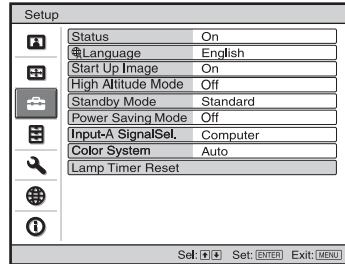 Setup
Status On
Language English
Start Up Image On
High Altitude Mode Off
Standby Mode Standard
Power Saving Mode Off
Input-A SignalSel. Computer
Color System Auto
Lamp Timer Reset
Sel: Set: ENTER Exit: MENU